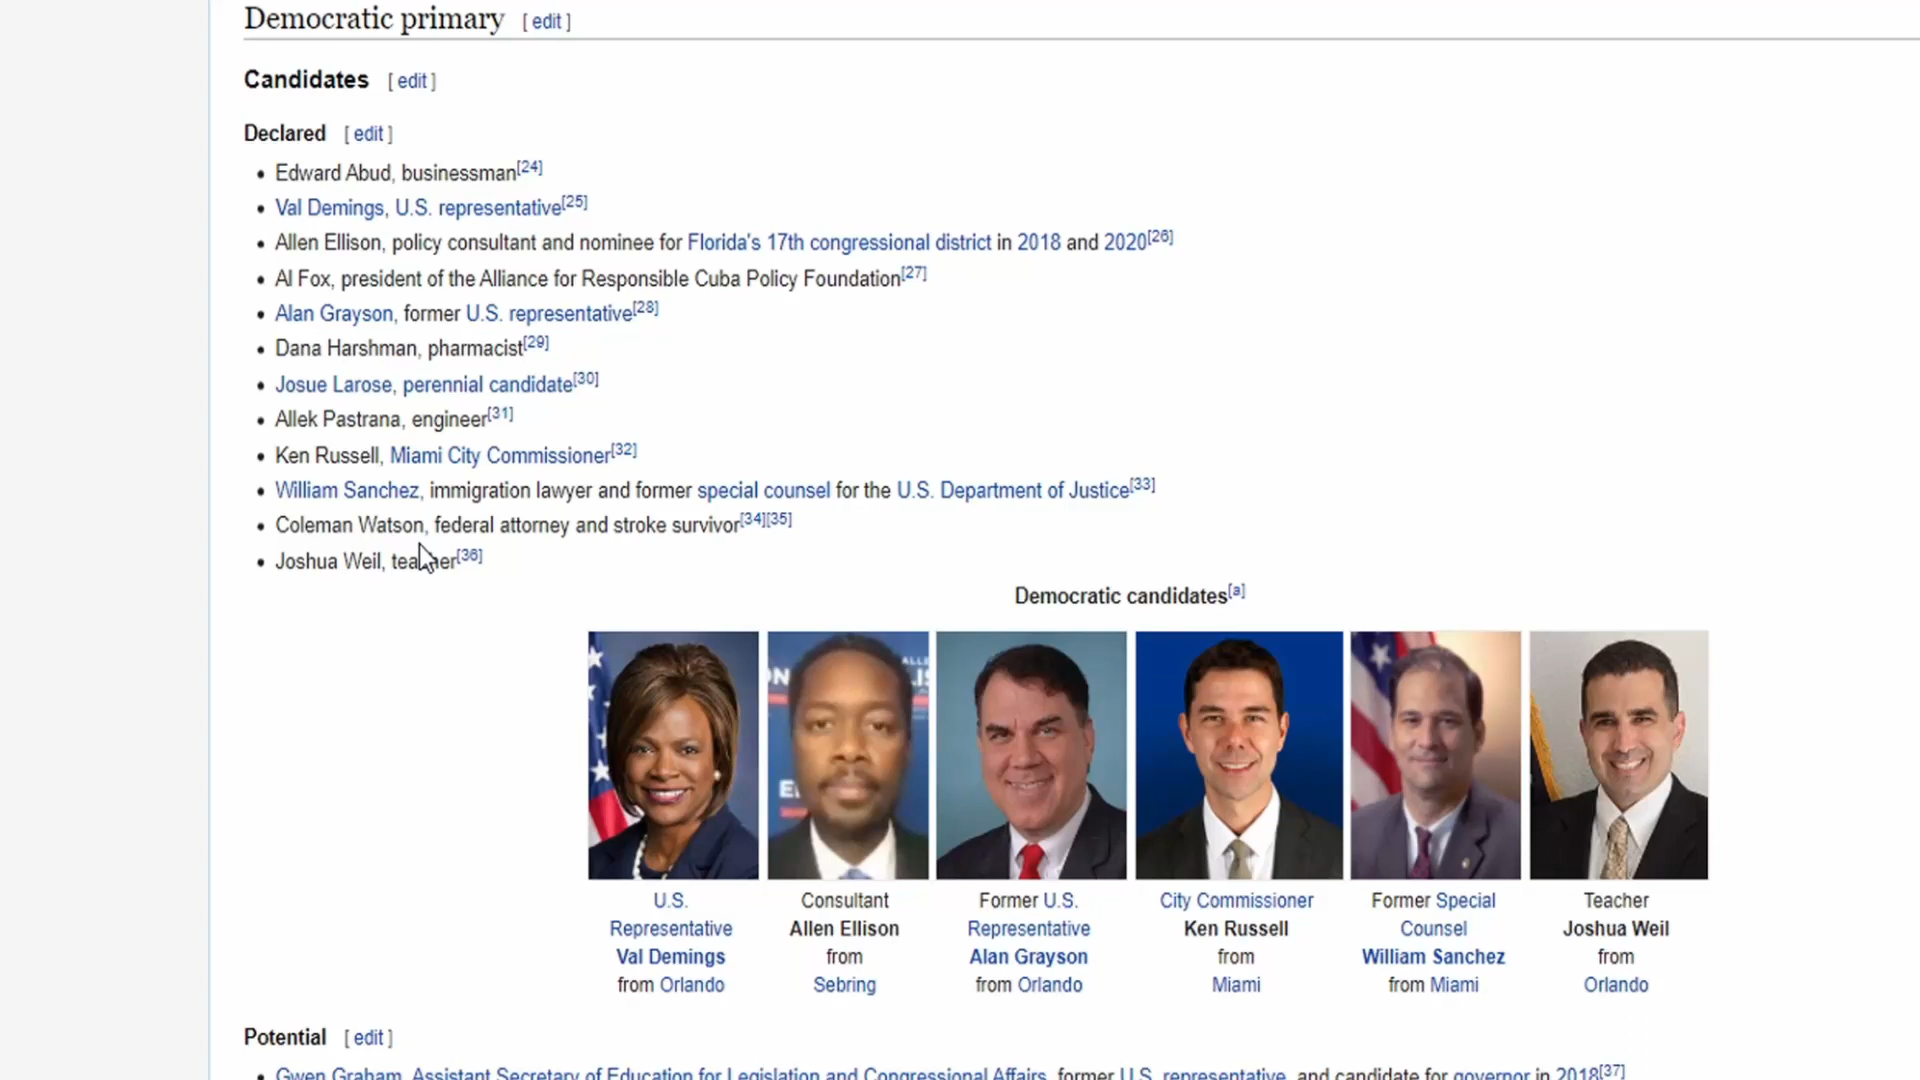 Democratic primary [ edit ]
Candidates [ edit ]
Declared [ edit ]
• Edward Abud, businessman[24]
• Val Demings, U.S. representative[25]
• Allen Ellison, policy consultant and nominee for Florida's 17th congressional district in 2018 and 2020[26]
• Al Fox, president of the Alliance for Responsible Cuba Policy Foundation[27]
• Alan Grayson, former U.S. representative[28]
• Dana Harshman, pharmacist[29]
• Josue Larose, perennial candidate[30]
• Allek Pastrana, engineer[31]
• Ken Russell, Miami City Commissioner[32]
• William Sanchez, immigration lawyer and former special counsel for the U.S. Department of Justice[33]
• Coleman Watson, federal attorney and stroke survivor[34][35]
• Joshua Weil, teacher[36]
Democratic candidates[a]
U.S.
Representative
Val Demings
from Orlando
Consultant
Allen Ellison
from
Sebring
Former U.S.
Representative
Alan Grayson
from Orlando
City Commissioner
Ken Russell
from
Miami
Former Special
Counsel
William Sanchez
from Miami
Teacher
Joshua Weil
from
Orlando
Potential [ edit ]
• Gwen Graham, Assistant Secretary of Education for Legislation and Congressional Affairs, former U.S. representative, and candidate for governor in 2018[37]